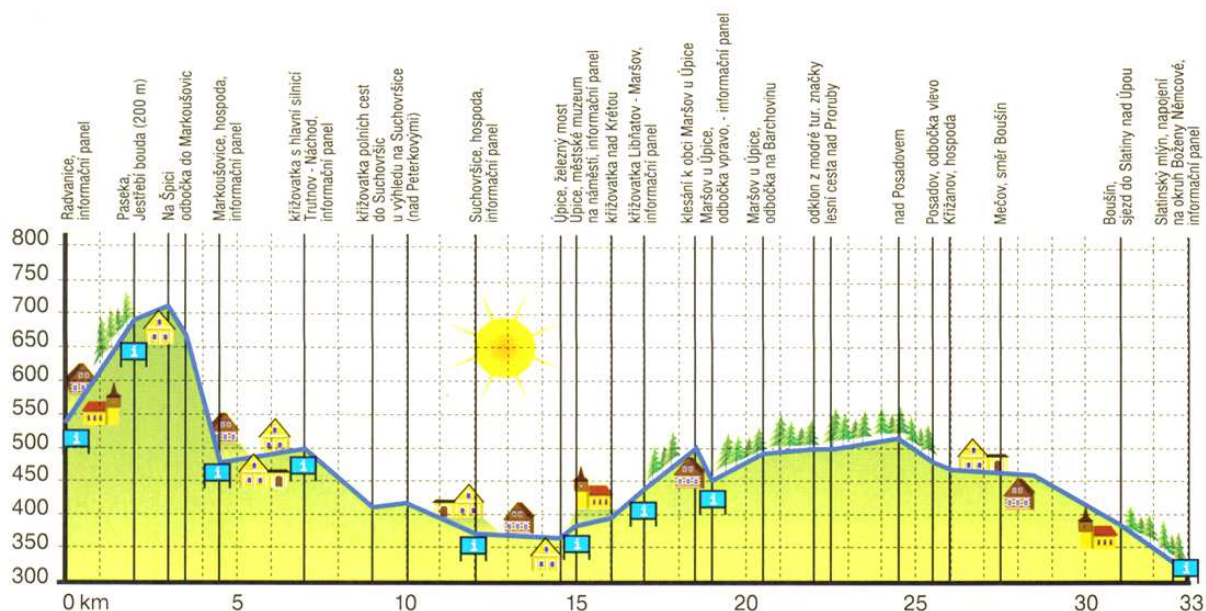 Radvanice,
informační panel
Paseka,
Jestřebí bouda (200 m)
Na Špici
odbočka do Markoušovic
Markoušovice, hospoda,
informační panel
křižovatka s hlavní silnicí
Trutnov - Náchod,
informační panel
křižovatka polních cest
do Suchovršic
u výhledu na Suchovršice
(nad Peterkovými)
Suchovršice, hospoda,
informační panel
Úpice, železný most
Úpice, městské muzeum
na náměstí, informační panel
křižovatka nad Krétou
křižovatka Libňatov - Maršov,
informační panel
klesání k obci Maršov u Úpice
Maršov u Úpice,
odbočka vpravo, - informační panel
Maršov u Úpice,
odbočka na Barchovinu
odklon z modré tur. značky
lesní cesta nad Proruby
nad Posadovem
Posadov, odbočka vlevo
Křižanov, hospoda
Mečov, směr Boušín
Boušín,
sjezd do Slatiny nad Úpou
Slatinský mlýn, napojení
na okruh Boženy Němcové,
informační panel
800
750
700
650
600
550
500
450
400
350
300
i
i
i
i
i
i
i
i
i
0 km
5
10
15
20
25
30
33